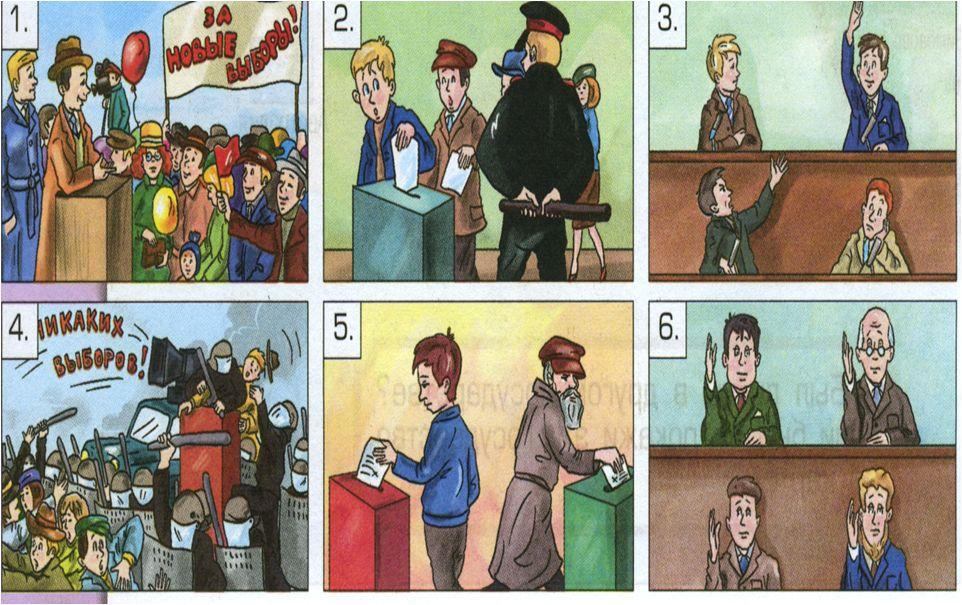 1.
ЗА
НОВЫЕ
ВЫБОРЫ!
2.
3.
4.
НИКАКИХ
ВЫБОРОВ!
5.
6.